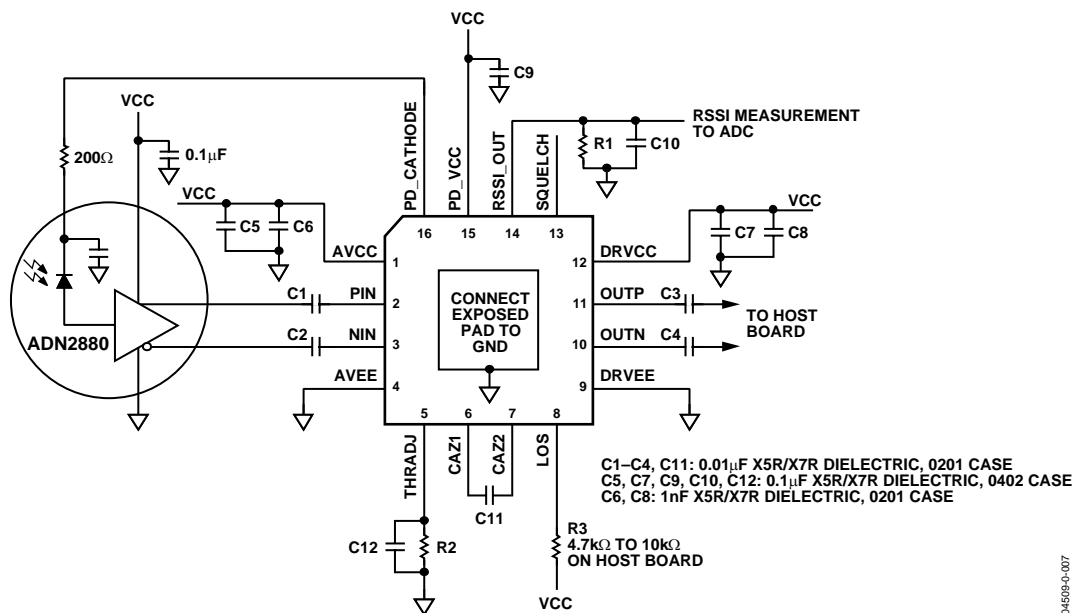 VCC
C9
VCC
200Ω
0.1µF
PD_CATHODE
PD_VCC
RSSI_OUT
SQUELCH
RSSI MEASUREMENT
TO ADC
R1
C10
VCC
C5
C6
VCC
C7
C8
16
15
14
13
AVCC
1
DRVCC
12
C1
PIN
2
OUTP
11
C3
C2
NIN
3
OUTN
10
C4
TO HOST
BOARD
AVEE
4
DRVEE
9
CONNECT
EXPOSED
PAD TO
GND
ADN2880
5
6
7
8
THRADJ
CAZ1
CAZ2
LOS
C11
C12
R2
R3
4.7kΩ TO 10kΩ
ON HOST BOARD
VCC
C1–C4, C11: 0.01µF X5R/X7R DIELECTRIC, 0201 CASE
C5, C7, C9, C10, C12: 0.1µF X5R/X7R DIELECTRIC, 0402 CASE
C6, C8: 1nF X5R/X7R DIELECTRIC, 0201 CASE
04509-0-007